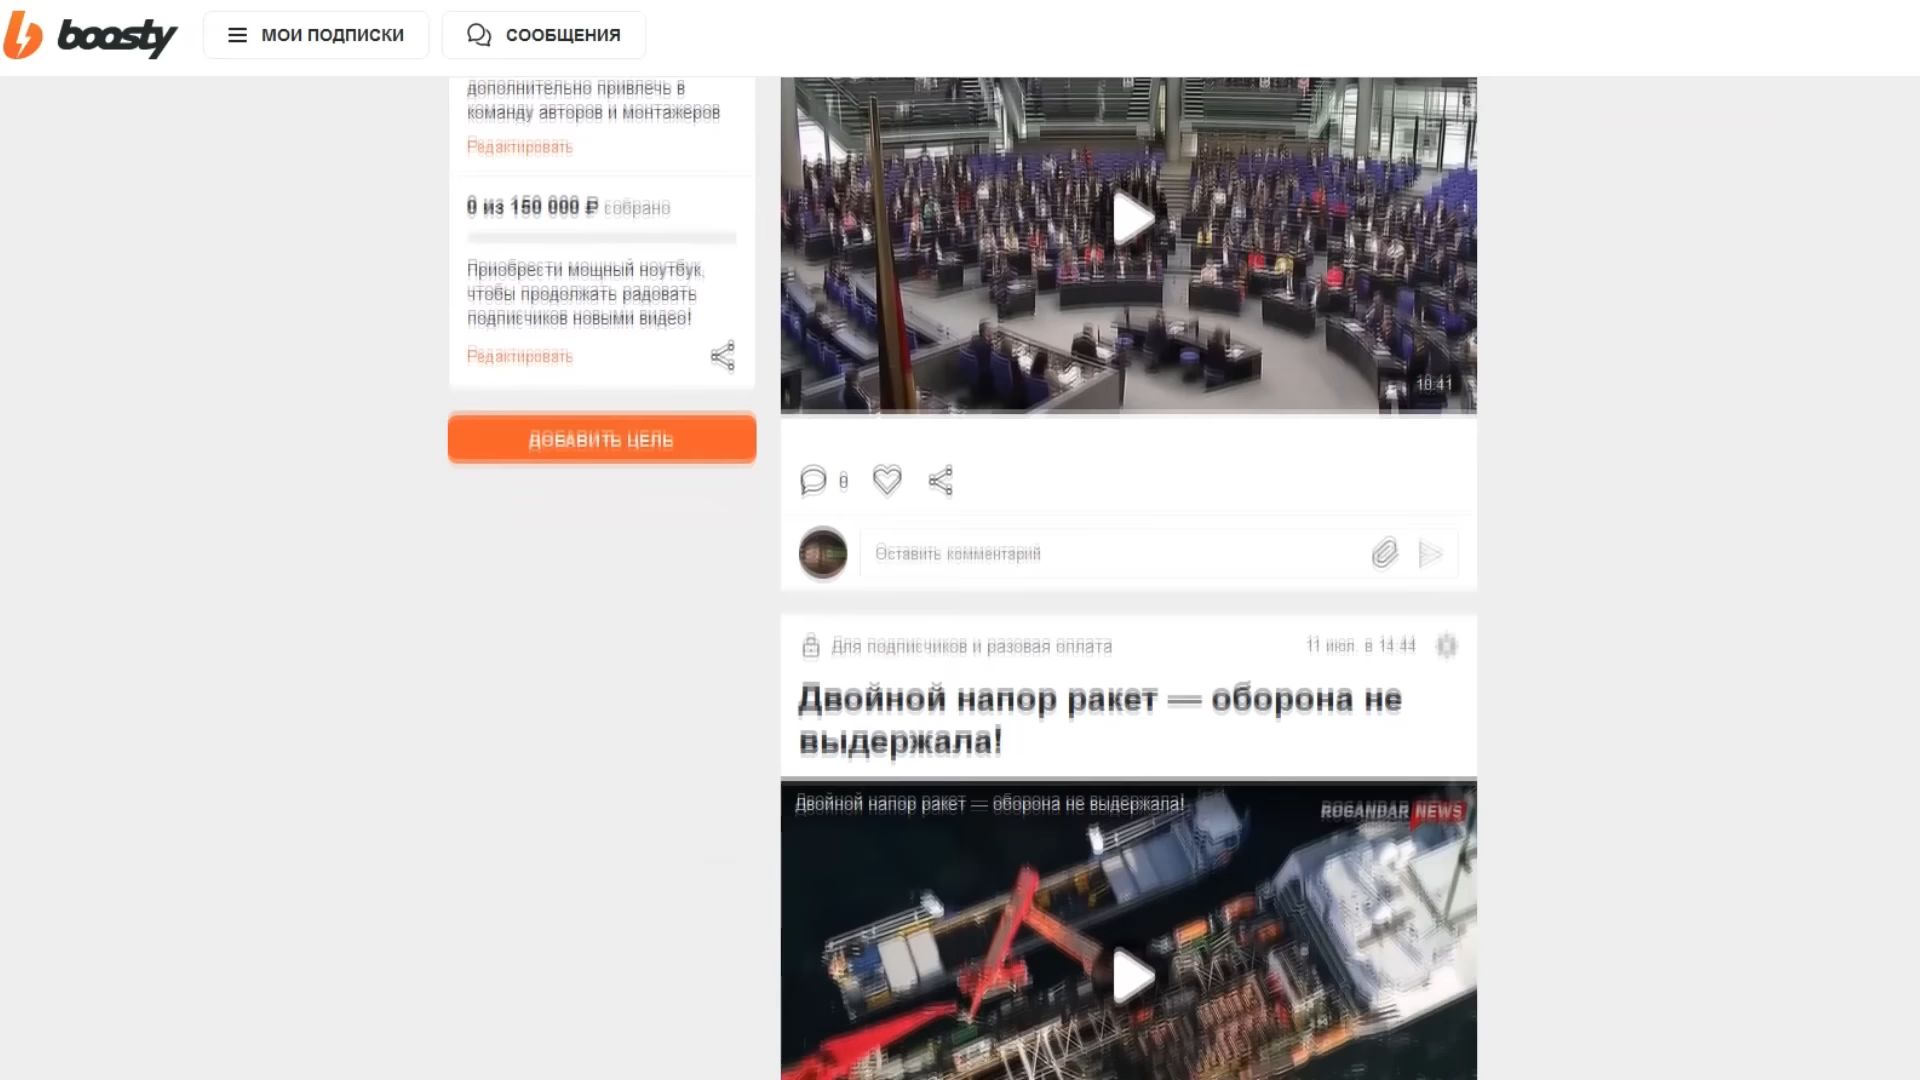 boosty
МОИ ПОДПИСКИ
СООБЩЕНИЯ
дополнительно привлечь в
команду авторов и монтажеров
Редактировать
0 из 150 000 ₽ собрано
Приобрести мощный ноутбук,
чтобы продолжать радовать
подписчиков новыми видео!
Редактировать
ДОБАВИТЬ ЦЕЛЬ
10:41
0
Оставить комментарий
Для подписчиков и разовая оплата
11 июл. в 14:44
Двойной напор ракет — оборона не
выдержала!
Двойной напор ракет — оборона не выдержала!
ROGANDAR NEWS